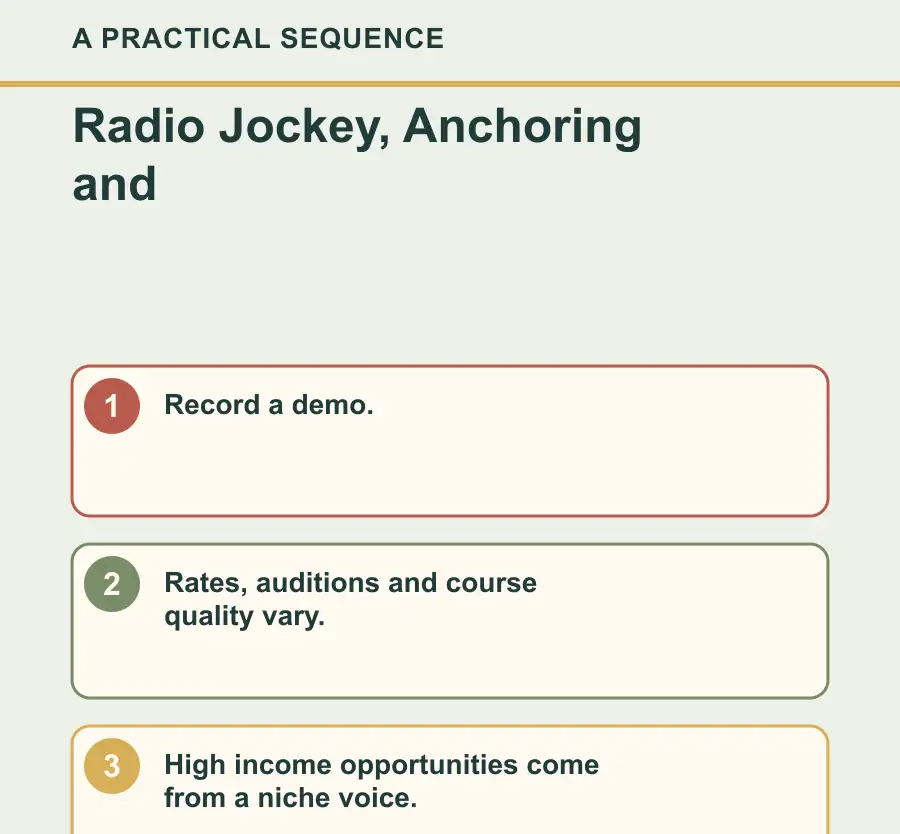 A PRACTICAL SEQUENCE
Radio Jockey, Anchoring
and
1
Record a demo.
2
Rates, auditions and course
quality vary.
3
High income opportunities come
from a niche voice.